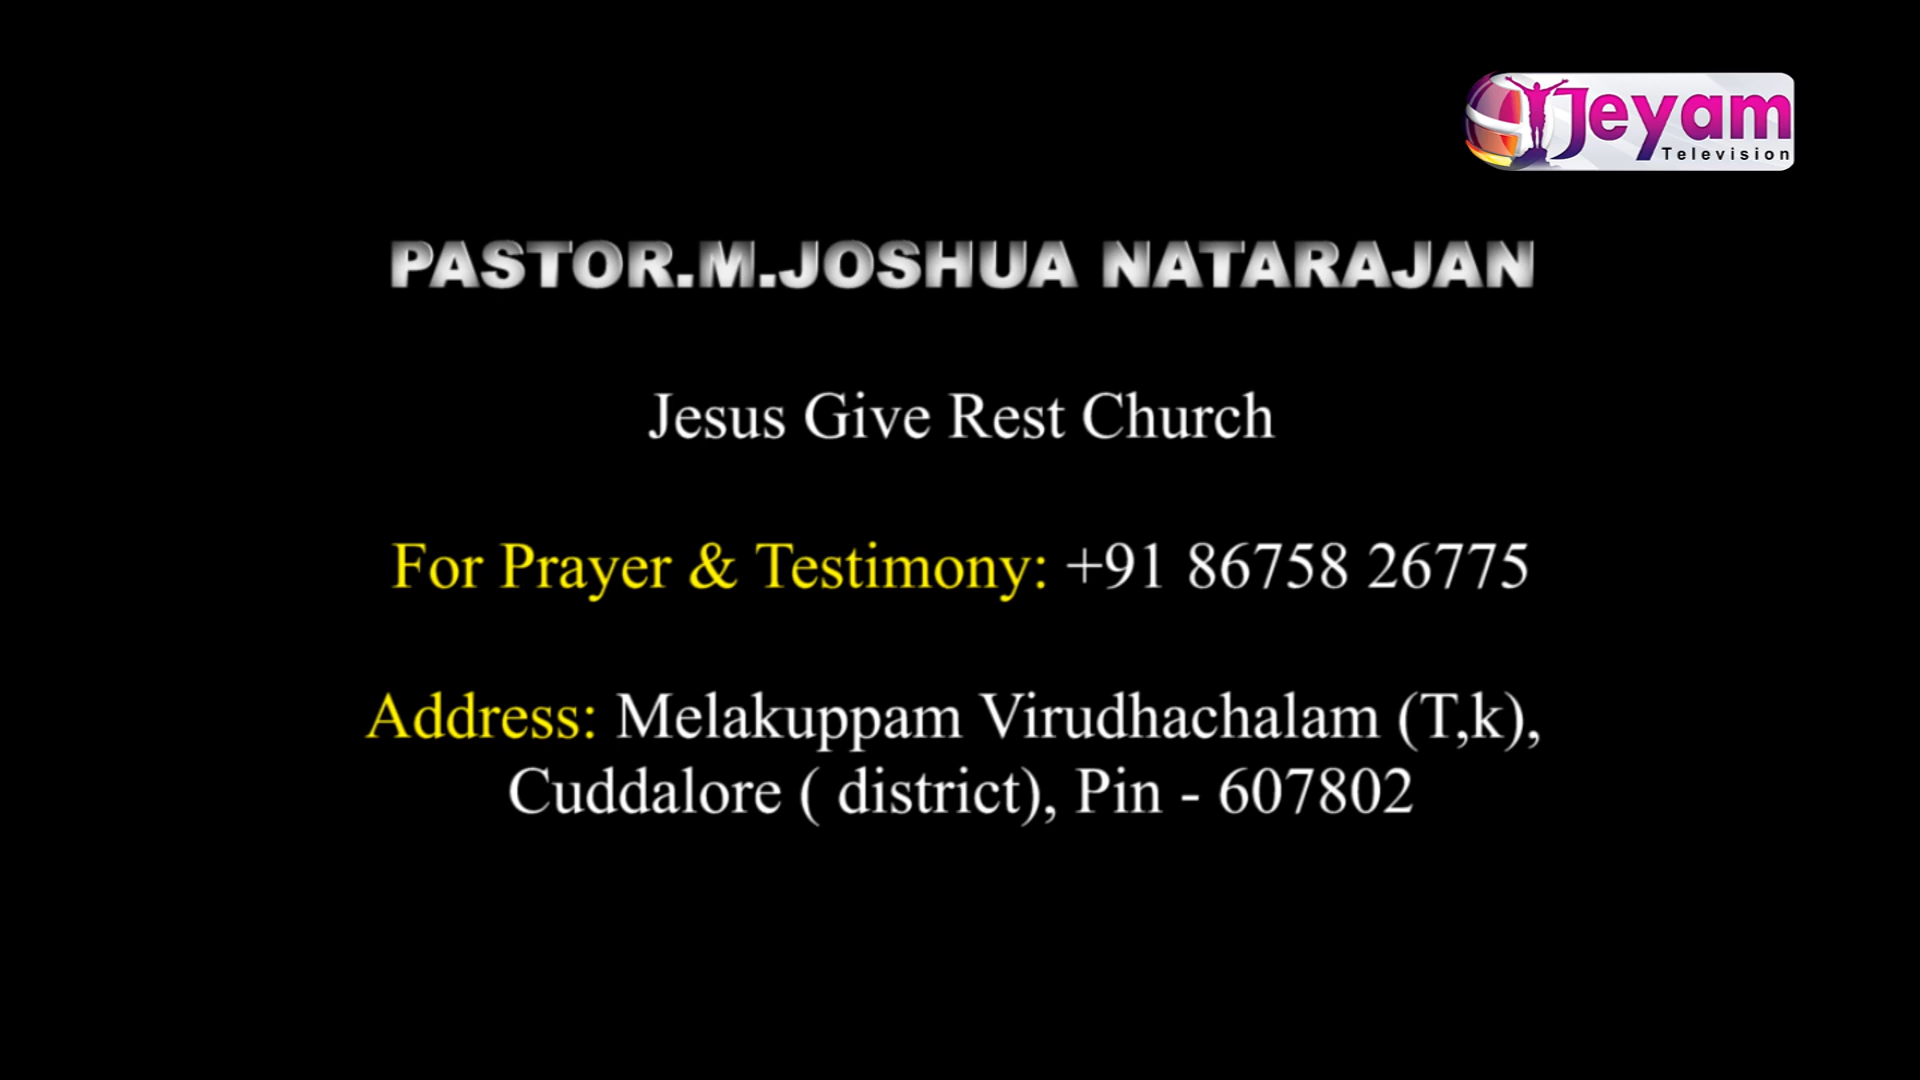 Jeyam
Television
PASTOR.M.JOSHUA NATARAJAN
Jesus Give Rest Church
For Prayer & Testimony: +91 86758 26775
Address: Melakuppam Virudhachalam (T,k),
Cuddalore ( district), Pin - 607802